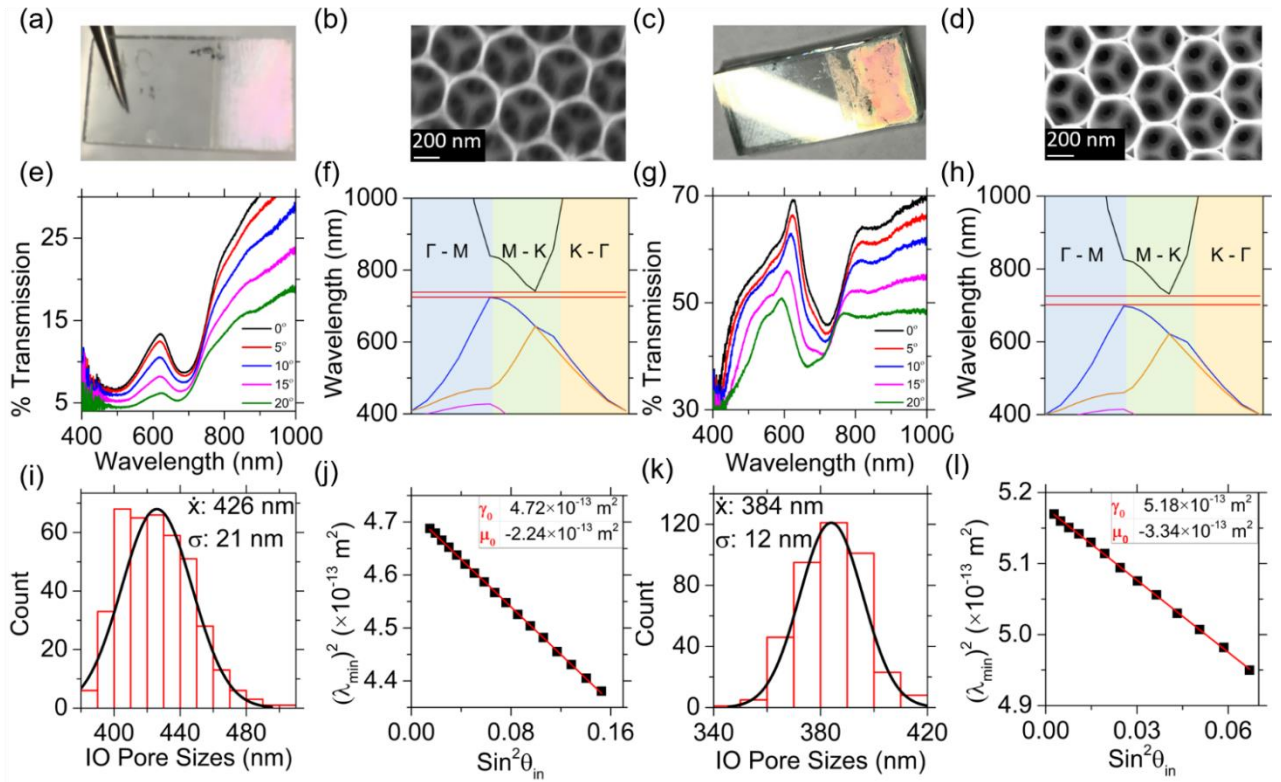 (a)
(b)
(c)
(d)
200 nm
200 nm
(e)
(f)
(g)
(h)
% Transmission
25
15
5
400 600 800 1000
Wavelength (nm)
0°
5°
10°
15°
20°
Wavelength (nm)
1000
800
600
400
Γ - M
M - K
K - Γ
% Transmission
70
50
30
400 600 800 1000
Wavelength (nm)
0°
5°
10°
15°
20°
Wavelength (nm)
1000
800
600
400
Γ - M
M - K
K - Γ
(i)
(j)
(k)
(l)
Count
60
40
20
0
ẋ: 426 nm
σ: 21 nm
400 440 480
IO Pore Sizes (nm)
(λmin)² (×10⁻¹³ m²)
4.7
4.6
4.5
4.4
γ₀ 4.72×10⁻¹³ m²
μ₀ -2.24×10⁻¹³ m²
0.00 0.08 0.16
Sin²θin
Count
120
80
40
0
ẋ: 384 nm
σ: 12 nm
340 380 420
IO Pore Sizes (nm)
(λmin)² (×10⁻¹³ m²)
5.2
5.1
5.0
4.9
γ₀ 5.18×10⁻¹³ m²
μ₀ -3.34×10⁻¹³ m²
0.00 0.03 0.06
Sin²θin